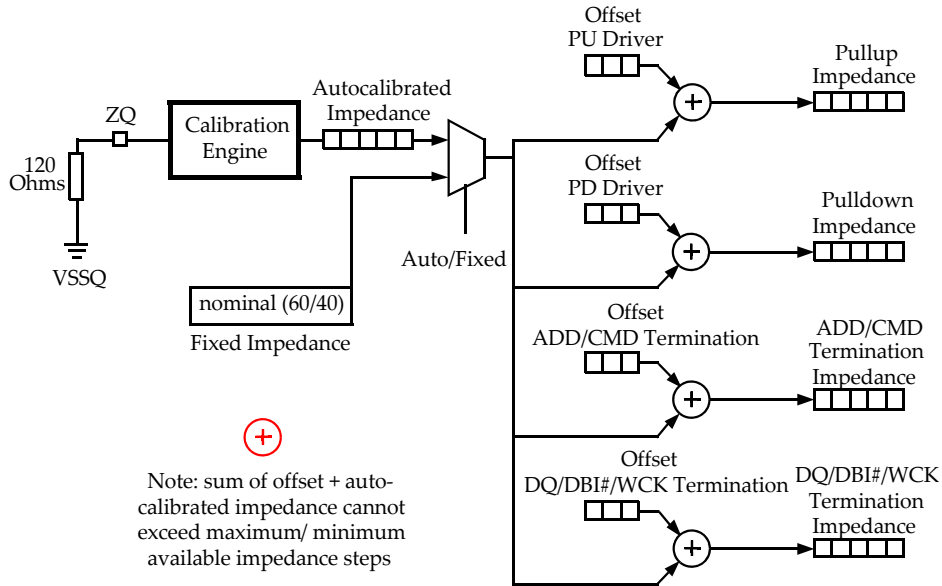 Offset
PU Driver
Pullup
Impedance
Autocalibrated
Impedance
ZQ
Calibration
Engine
120
Ohms
VSSQ
Auto/Fixed
nominal (60/40)
Fixed Impedance
Offset
PD Driver
Pulldown
Impedance
Offset
ADD/CMD Termination
ADD/CMD
Termination
Impedance
Offset
DQ/DBI#/WCK Termination
DQ/DBI#/WCK
Termination
Impedance
Note: sum of offset + auto-
calibrated impedance cannot
exceed maximum/ minimum
available impedance steps